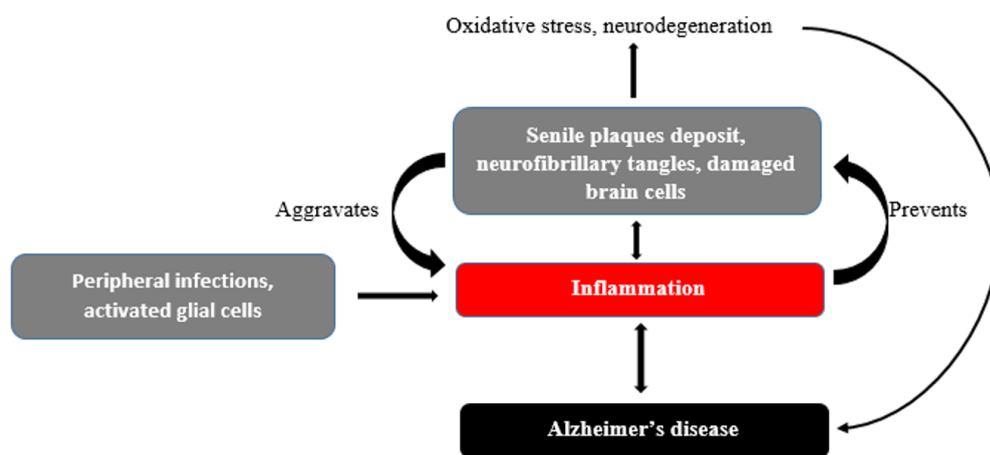 Oxidative stress, neurodegeneration
Senile plaques deposit,
neurofibrillary tangles, damaged
brain cells
Aggravates
Prevents
Peripheral infections,
activated glial cells
Inflammation
Alzheimer’s disease